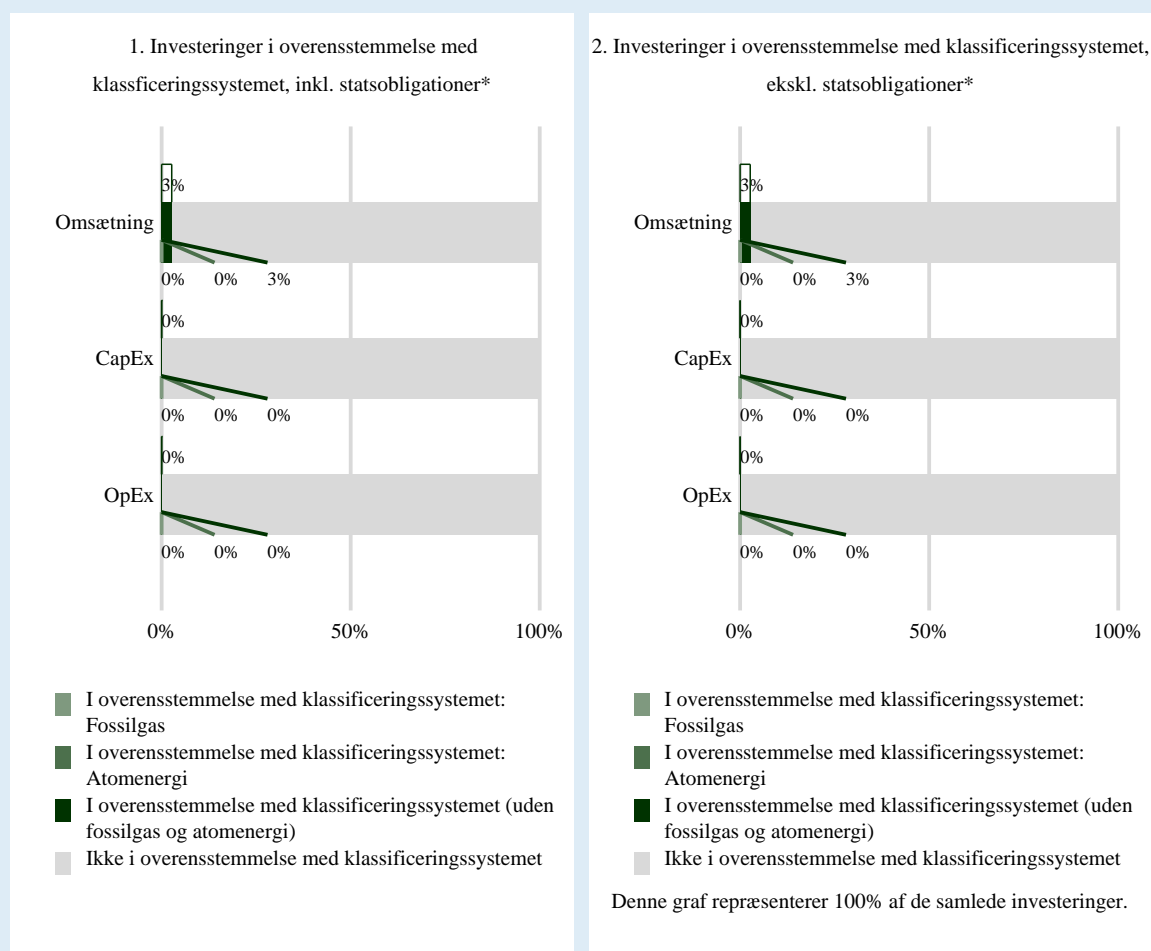 1. Investeringer i overensstemmelse med
klassficeringssystemet, inkl. statsobligationer*
3%
Omsætning
0% 0% 3%
0%
CapEx
0% 0% 0%
0%
OpEx
0% 0% 0%
0% 50% 100%
I overensstemmelse med klassificeringssystemet:
Fossilgas
I overensstemmelse med klassificeringssystemet:
Atomenergi
I overensstemmelse med klassificeringssystemet (uden
fossilgas og atomenergi)
Ikke i overensstemmelse med klassificeringssystemet
2. Investeringer i overensstemmelse med klassificeringssystemet,
ekskl. statsobligationer*
3%
Omsætning
0% 0% 3%
0%
CapEx
0% 0% 0%
0%
OpEx
0% 0% 0%
0% 50% 100%
I overensstemmelse med klassificeringssystemet:
Fossilgas
I overensstemmelse med klassificeringssystemet:
Atomenergi
I overensstemmelse med klassificeringssystemet (uden
fossilgas og atomenergi)
Ikke i overensstemmelse med klassificeringssystemet
Denne graf repræsenterer 100% af de samlede investeringer.